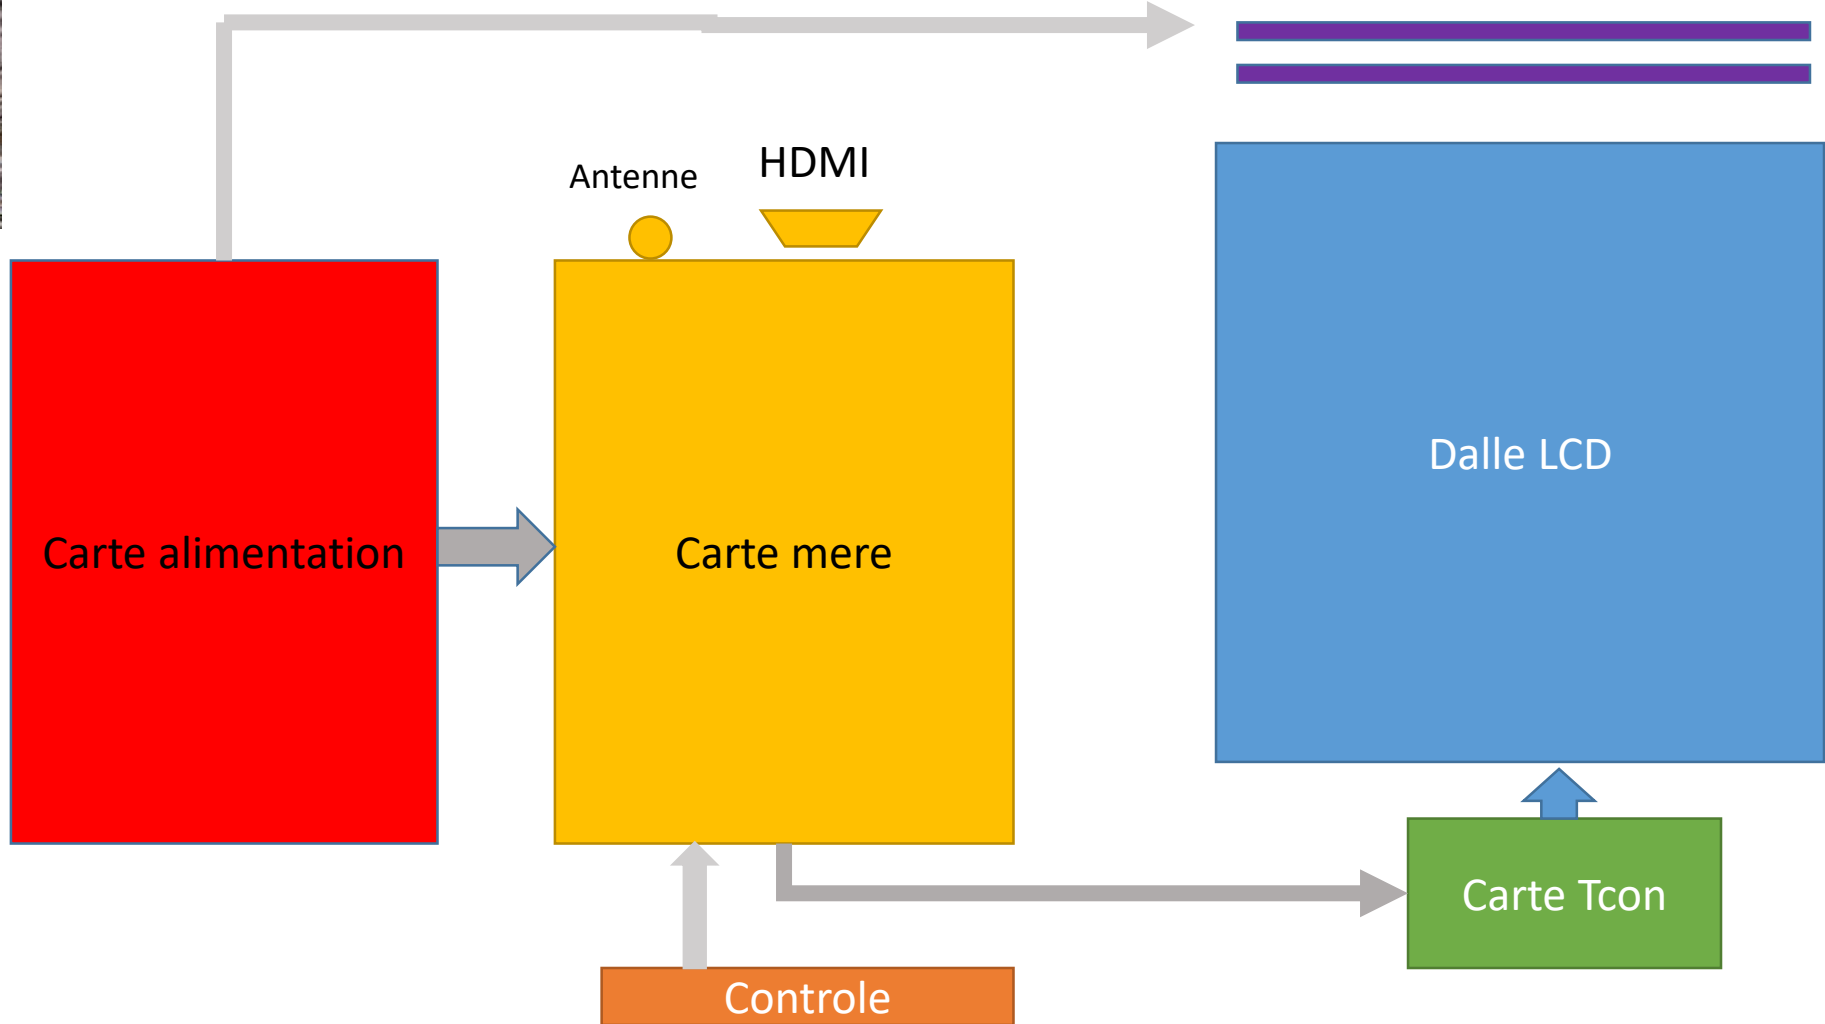 Antenne
HDMI
Dalle LCD
Carte alimentation
Carte mere
Carte Tcon
Controle